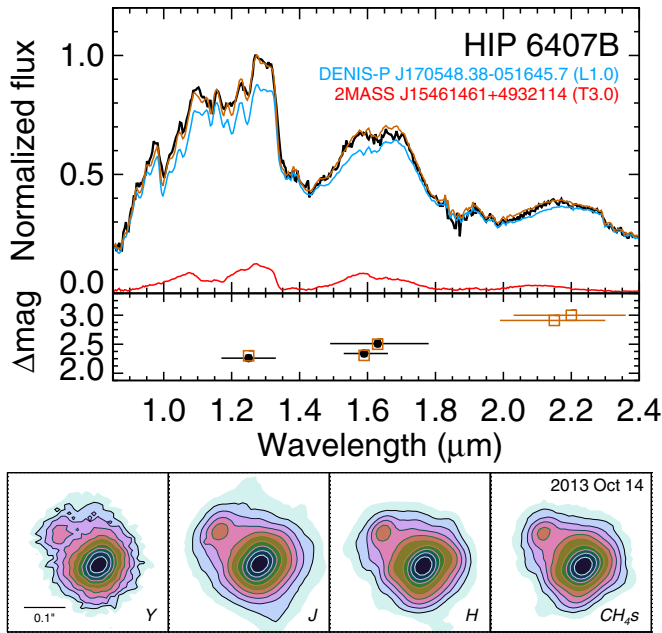 HIP 6407B
DENIS-P J170548.38-051645.7 (L1.0)
2MASS J15461461+4932114 (T3.0)
Normalized flux
1.0
0.5
0.0
Δmag
3.0
2.5
2.0
1.0 1.2 1.4 1.6 1.8 2.0 2.2 2.4
Wavelength (μm)
2013 Oct 14
0.1"
Y
J
H
CH₄s